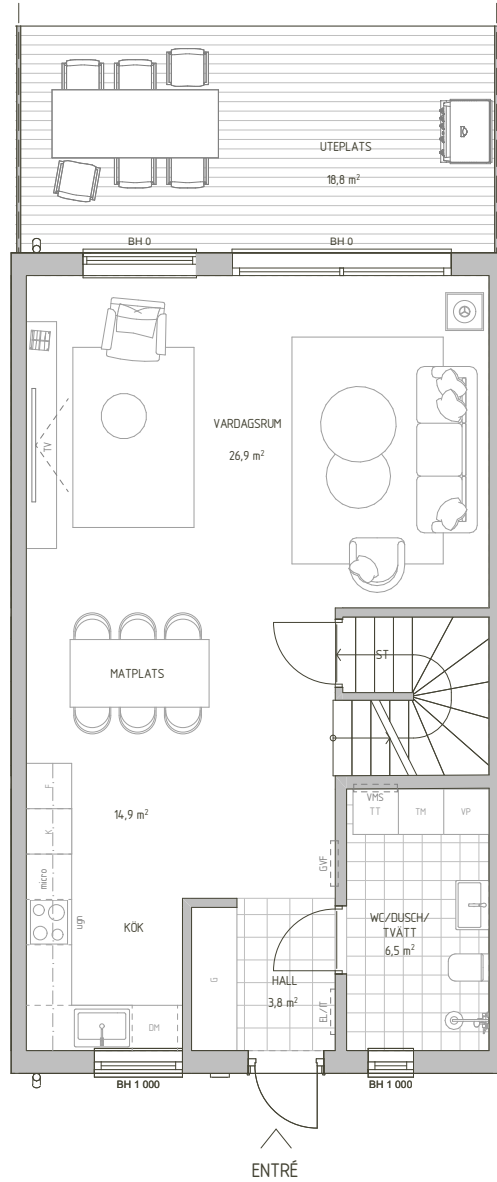 UTEPLATS
18,8 m²
BH 0
BH 0
TV
VARDAGSRUM
26,9 m²
ST
MATPLATS
F
K
micro
ugn
14,9 m²
KÖK
DM
VMS
TT
TM
VP
GVF
WC/DUSCH/
TVÄTT
6,5 m²
G
HALL
3,8 m²
EL/IT
BH 1 000
BH 1 000
ENTRÉ